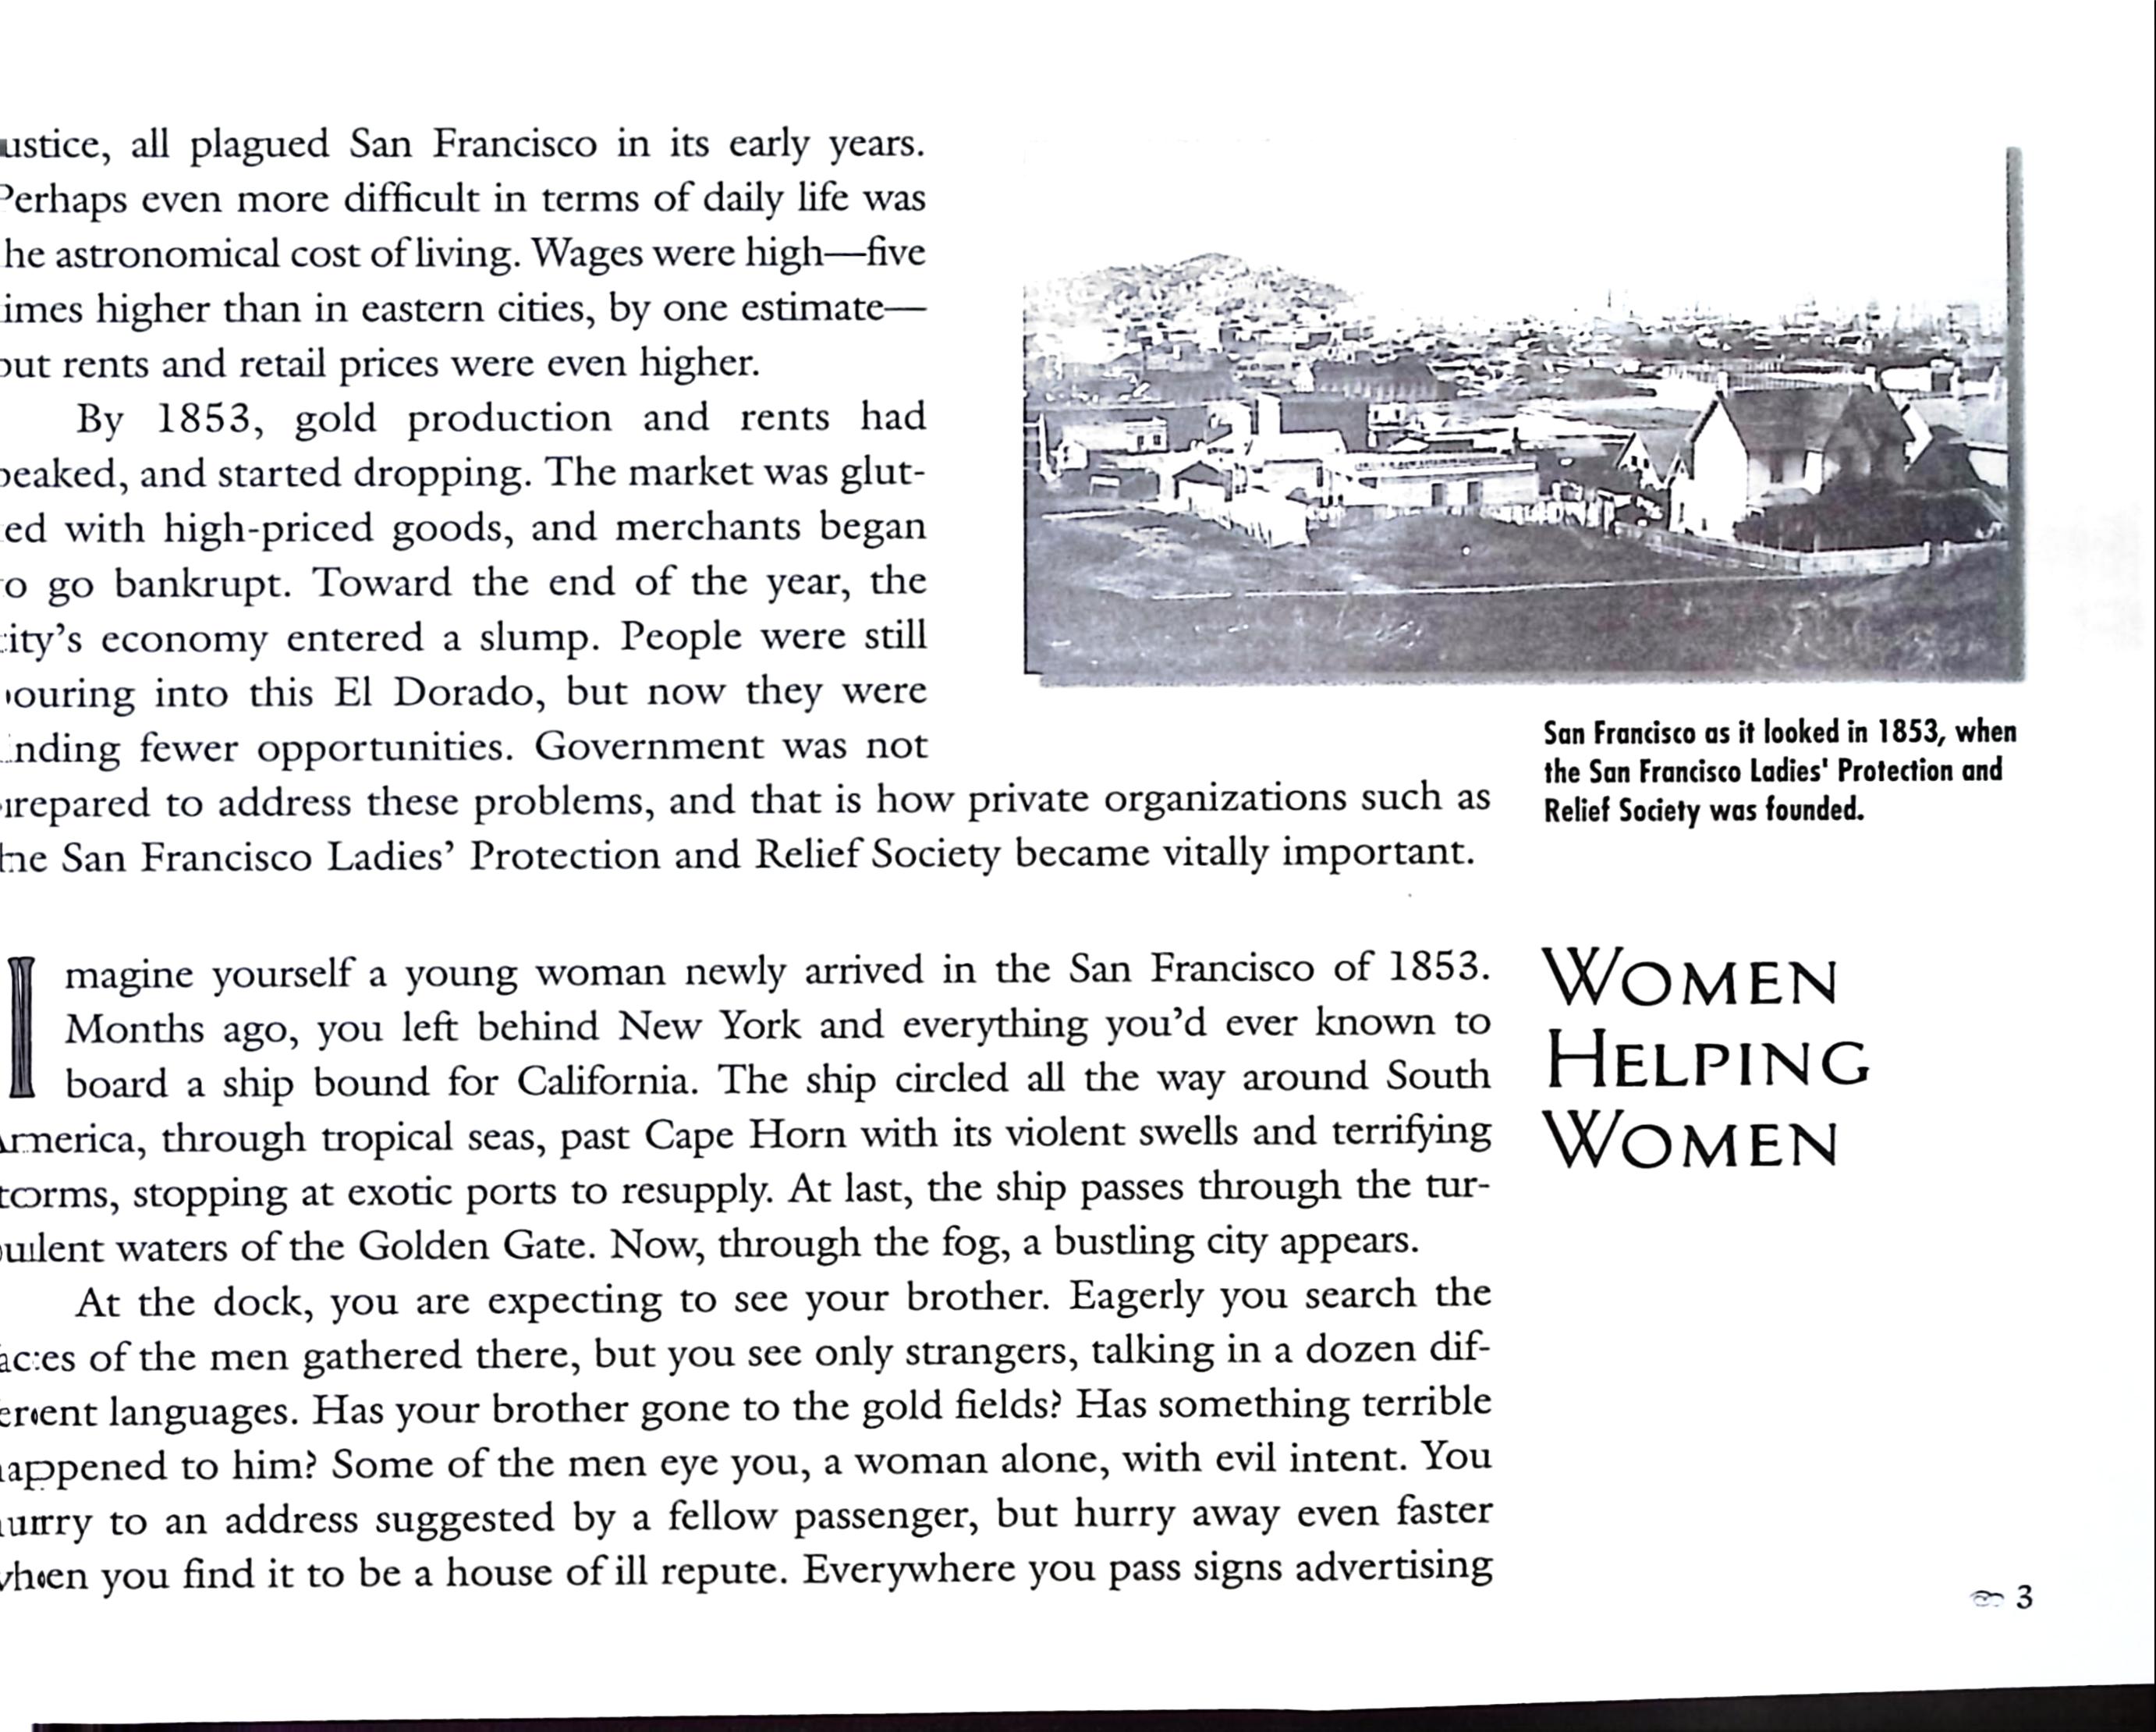 ustice, all plagued San Francisco in its early years.
Perhaps even more difficult in terms of daily life was
he astronomical cost of living. Wages were high—five
imes higher than in eastern cities, by one estimate—
out rents and retail prices were even higher.
By 1853, gold production and rents had
peaked, and started dropping. The market was glut-
ed with high-priced goods, and merchants began
o go bankrupt. Toward the end of the year, the
city's economy entered a slump. People were still
ouring into this El Dorado, but now they were
nding fewer opportunities. Government was not
repared to address these problems, and that is how private organizations such as
he San Francisco Ladies' Protection and Relief Society became vitally important.
San Francisco as it looked in 1853, when
the San Francisco Ladies' Protection and
Relief Society was founded.
WOMEN
HELPING
WOMEN
Imagine yourself a young woman newly arrived in the San Francisco of 1853.
Months ago, you left behind New York and everything you'd ever known to
board a ship bound for California. The ship circled all the way around South
America, through tropical seas, past Cape Horn with its violent swells and terrifying
torms, stopping at exotic ports to resupply. At last, the ship passes through the tur-
bulent waters of the Golden Gate. Now, through the fog, a bustling city appears.
At the dock, you are expecting to see your brother. Eagerly you search the
aces of the men gathered there, but you see only strangers, talking in a dozen dif-
erent languages. Has your brother gone to the gold fields? Has something terrible
happened to him? Some of the men eye you, a woman alone, with evil intent. You
hurry to an address suggested by a fellow passenger, but hurry away even faster
when you find it to be a house of ill repute. Everywhere you pass signs advertising
3